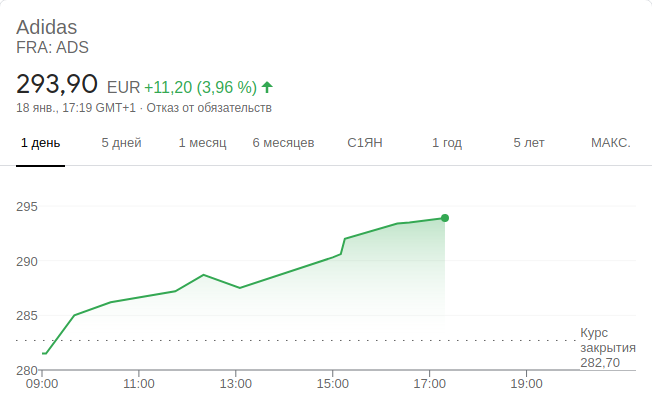 Adidas
FRA: ADS
293,90 EUR +11,20 (3,96 %)
18 янв., 17:19 GMT+1 · Отказ от обязательств
1 день 5 дней 1 месяц 6 месяцев С1ЯН 1 год 5 лет МАКС.
295
290
285
Курс
закрытия
282,70
280
09:00 11:00 13:00 15:00 17:00 19:00